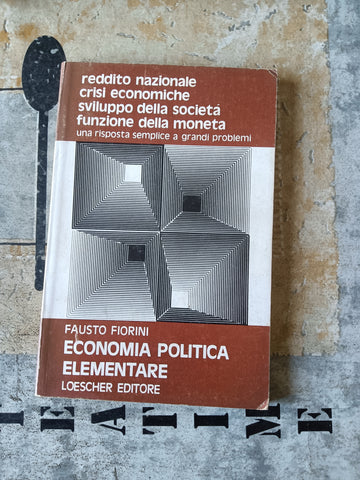 reddito nazionale
crisi economiche
sviluppo della società
funzione della moneta
una risposta semplice a grandi problemi
FAUSTO FIORINI
ECONOMIA POLITICA
ELEMENTARE
LOESCHER EDITORE
TIME